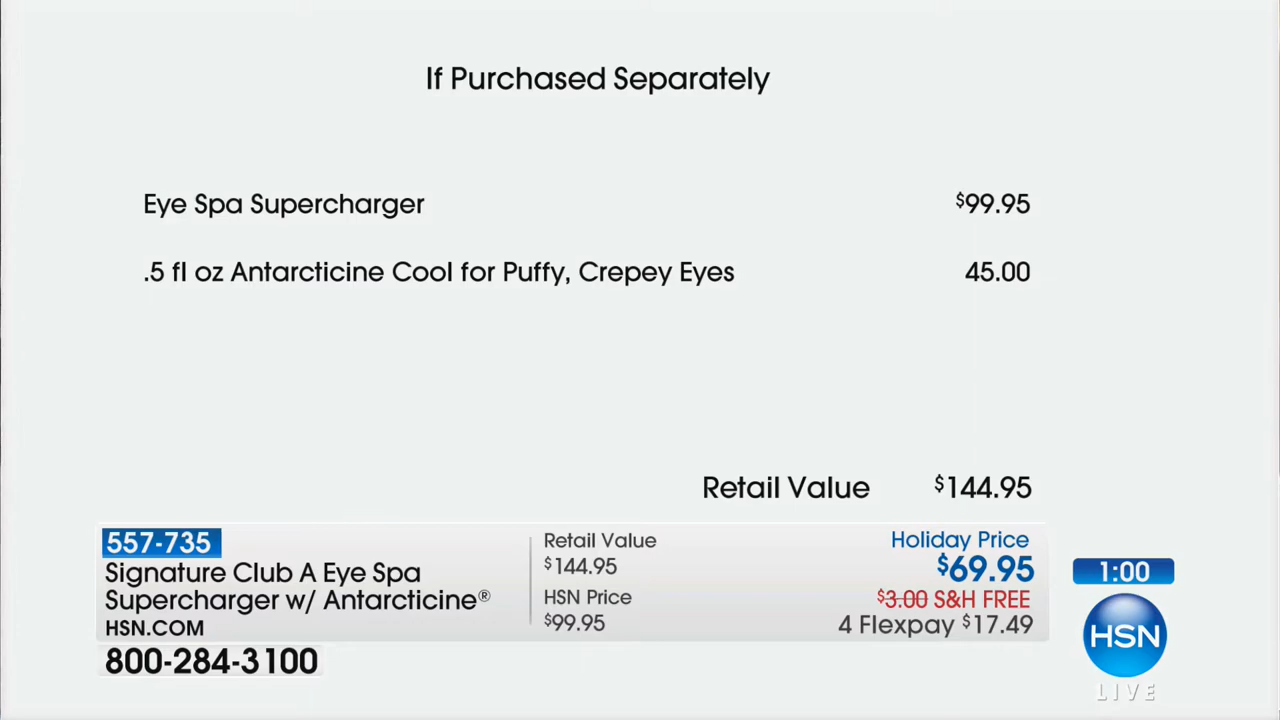 If Purchased Separately
Eye Spa Supercharger $99.95
.5 fl oz Antarcticine Cool for Puffy, Crepey Eyes 45.00
Retail Value $144.95
557-735
Signature Club A Eye Spa
Supercharger w/ Antarcticine®
HSN.COM
800-284-3100
Retail Value
$144.95
HSN Price
$99.95
Holiday Price
$69.95
$3.00 S&H FREE
4 Flexpay $17.49
1:00
HSN
LIVE